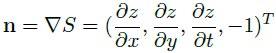 n = ∇S = (∂z/∂x, ∂z/∂y, ∂z/∂t, −1)^T